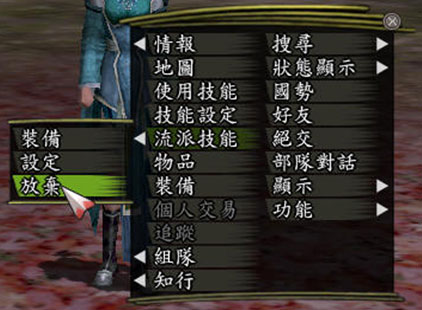 情報
地圖
使用技能
技能設定
流派技能
物品
裝備
個人交易
追蹤
組隊
知行
搜尋
狀態顯示
國勢
好友
絕交
部隊對話
顯示
功能
裝備
設定
放棄